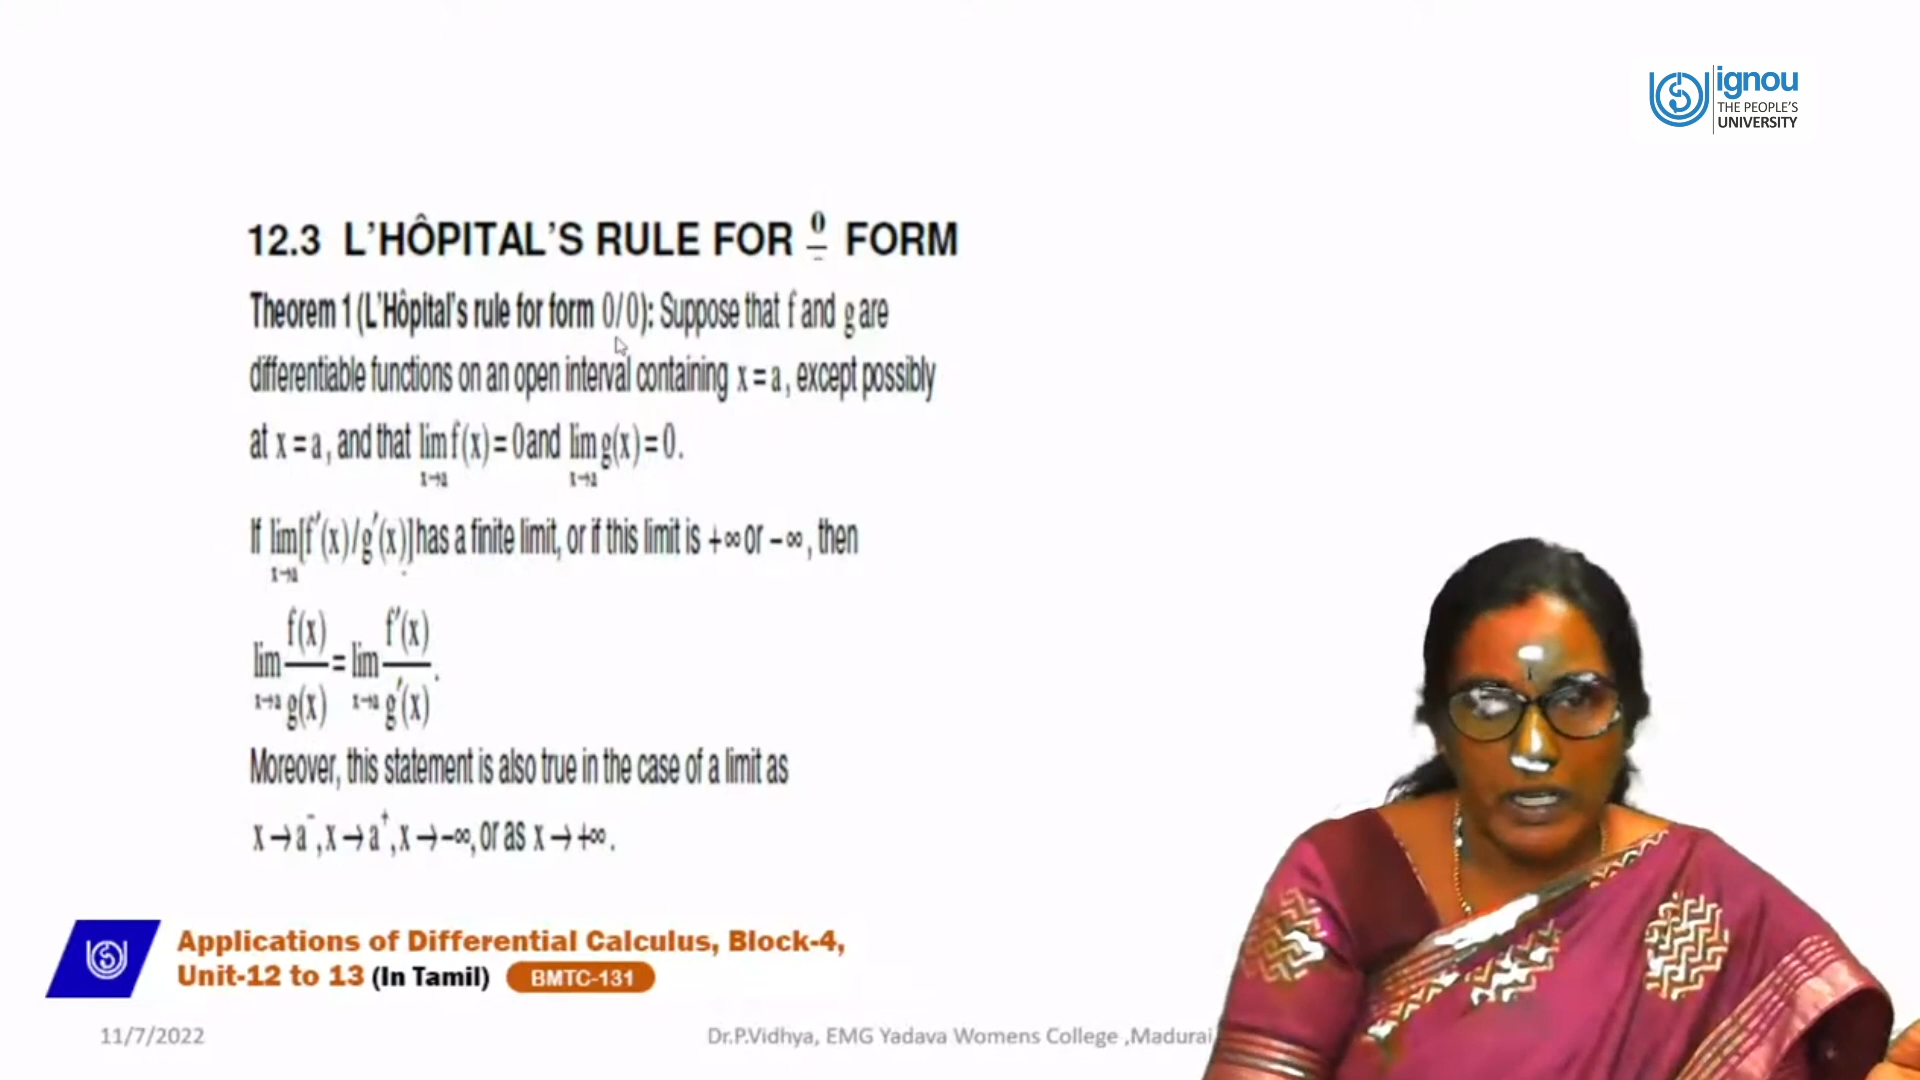 ignou
THE PEOPLE'S
UNIVERSITY
12.3 L'HÔPITAL'S RULE FOR 0/ FORM
Theorem 1 (L'Hôpital's rule for form 0/0): Suppose that f and g are
differentiable functions on an open interval containing x = a, except possibly
at x = a, and that lim x→a f(x) = 0 and lim x→a g(x) = 0.
If lim x→a [f′(x)/g′(x)] has a finite limit, or if this limit is +∞ or −∞, then
lim x→a f(x)/g(x) = lim x→a f′(x)/g′(x).
Moreover, this statement is also true in the case of a limit as
x → a⁻, x → a⁺, x → −∞, or as x → +∞.
Applications of Differential Calculus, Block-4,
Unit-12 to 13 (In Tamil) BMTC-131
11/7/2022
Dr.P.Vidhya, EMG Yadava Womens College ,Madurai